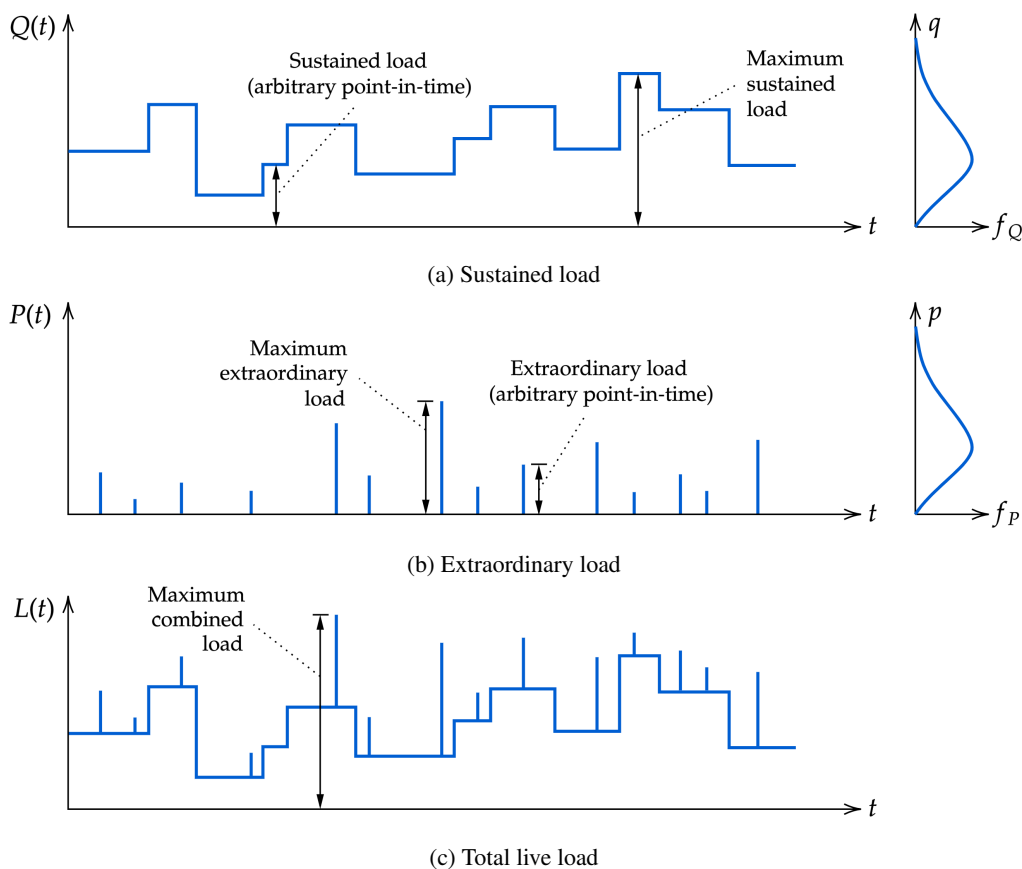 Q(t)
Sustained load
(arbitrary point-in-time)
Maximum
sustained
load
t
q
f_Q
(a) Sustained load
P(t)
Maximum
extraordinary
load
Extraordinary load
(arbitrary point-in-time)
t
p
f_P
(b) Extraordinary load
L(t)
Maximum
combined
load
t
(c) Total live load